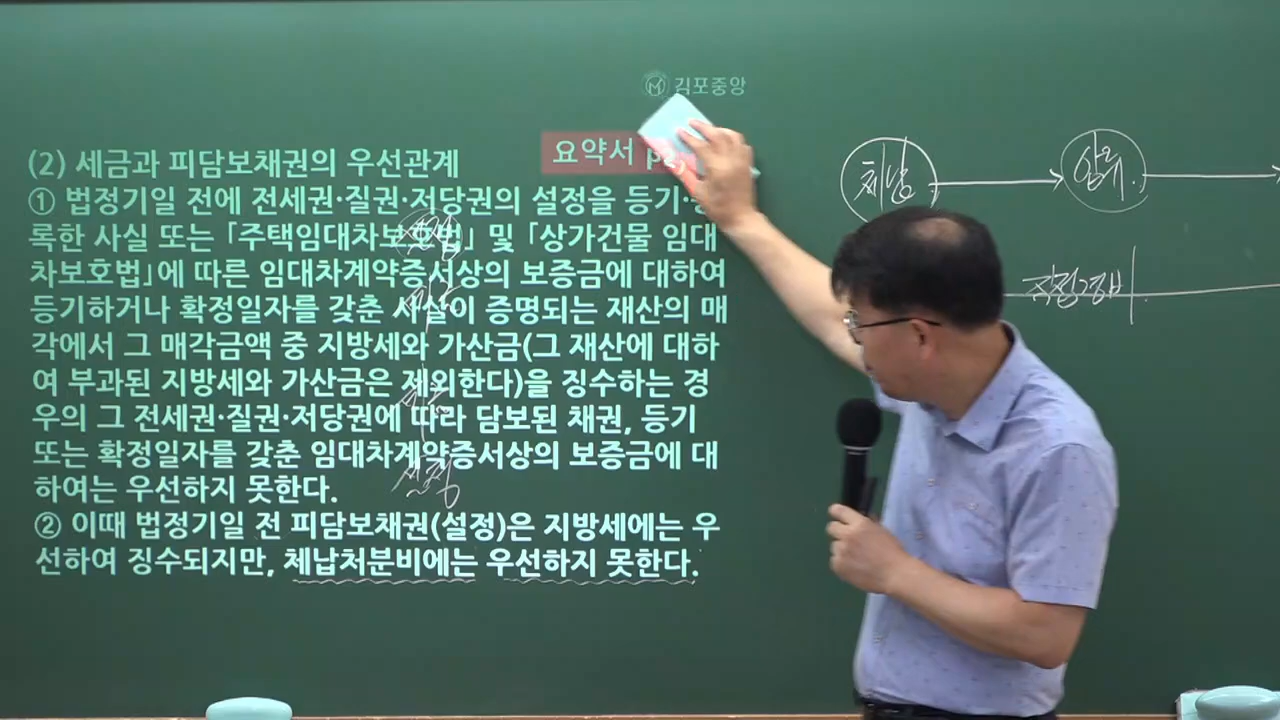 김포중앙
요약서 p2
(2) 세금과 피담보채권의 우선관계
① 법정기일 전에 전세권·질권·저당권의 설정을 등기·등
록한 사실 또는 「주택임대차보호법」 및 「상가건물 임대
차보호법」에 따른 임대차계약증서상의 보증금에 대하여
등기하거나 확정일자를 갖춘 사실이 증명되는 재산의 매
각에서 그 매각금액 중 지방세와 가산금(그 재산에 대하
여 부과된 지방세와 가산금은 제외한다)을 징수하는 경
우의 그 전세권·질권·저당권에 따라 담보된 채권, 등기
또는 확정일자를 갖춘 임대차계약증서상의 보증금에 대
하여는 우선하지 못한다.
② 이때 법정기일 전 피담보채권(설정)은 지방세에는 우
선하여 징수되지만, 체납처분비에는 우선하지 못한다.
체납
압류